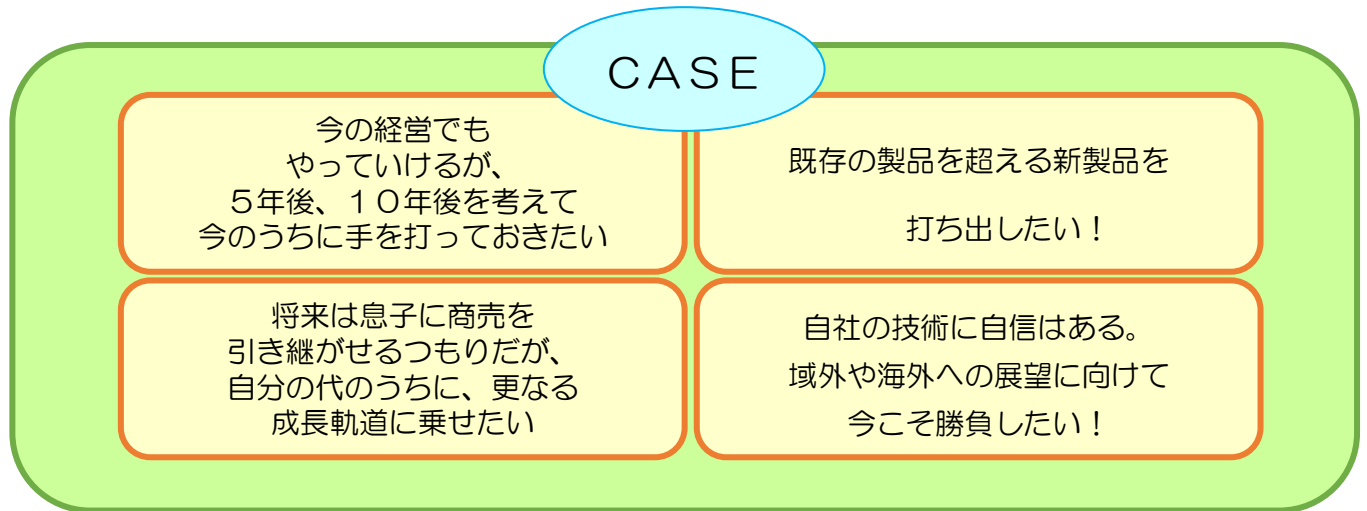 CASE
今の経営でも
やっていけるが、
５年後、１０年後を考えて
今のうちに手を打っておきたい
既存の製品を超える新製品を
打ち出したい！
将来は息子に商売を
引き継がせるつもりだが、
自分の代のうちに、更なる
成長軌道に乗せたい
自社の技術に自信はある。
域外や海外への展望に向けて
今こそ勝負したい！